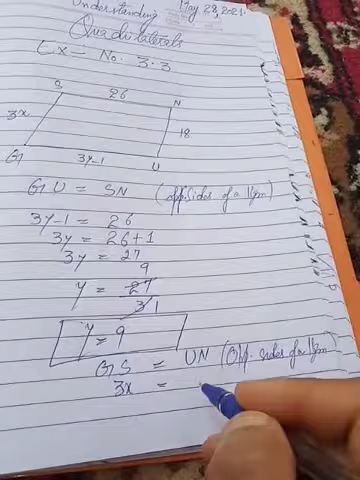 Understanding May 28, 2021
Quadrilaterals
Ex - No. 3.3
S 26 N
3x 18
G 3y-1 U
GU = SN (opp. sides of a llgm)
3y-1 = 26
3y = 26+1
3y = 27
9
y = 27
31
y = 9
GS = UN (Opp. sides of a llgm)
3x =